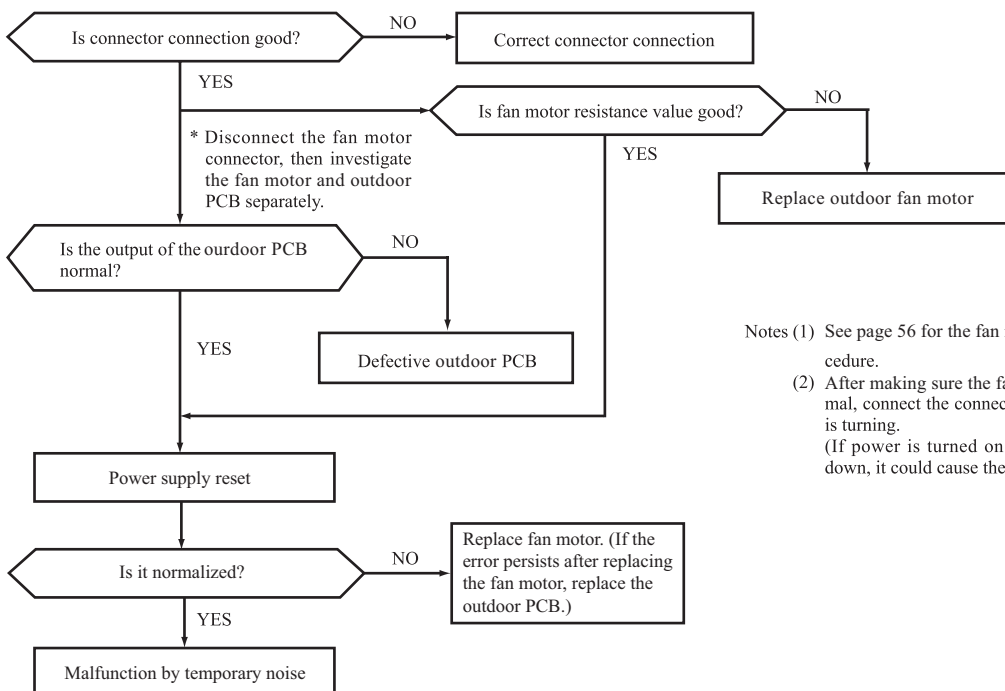 Is connector connection good?
NO
Correct connector connection
YES
Is fan motor resistance value good?
NO
* Disconnect the fan motor
connector, then investigate
the fan motor and outdoor
PCB separately.
YES
Replace outdoor fan motor
Is the output of the ourdoor PCB
normal?
NO
YES
Defective outdoor PCB
Notes (1) See page 56 for the fan
cedure.
(2) After making sure the
mal, connect the
is turning.
(If power is turned on
down, it could cause the
Power supply reset
Is it normalized?
NO
Replace fan motor. (If the
error persists after replacing
the fan motor, replace the
outdoor PCB.)
YES
Malfunction by temporary noise